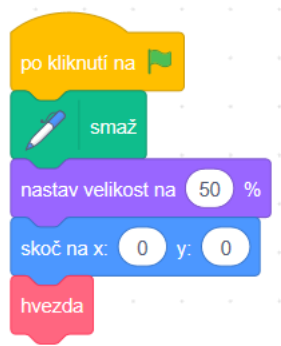 po kliknutí na
smaž
nastav velikost na 50 %
skoč na x: 0 y: 0
hvezda